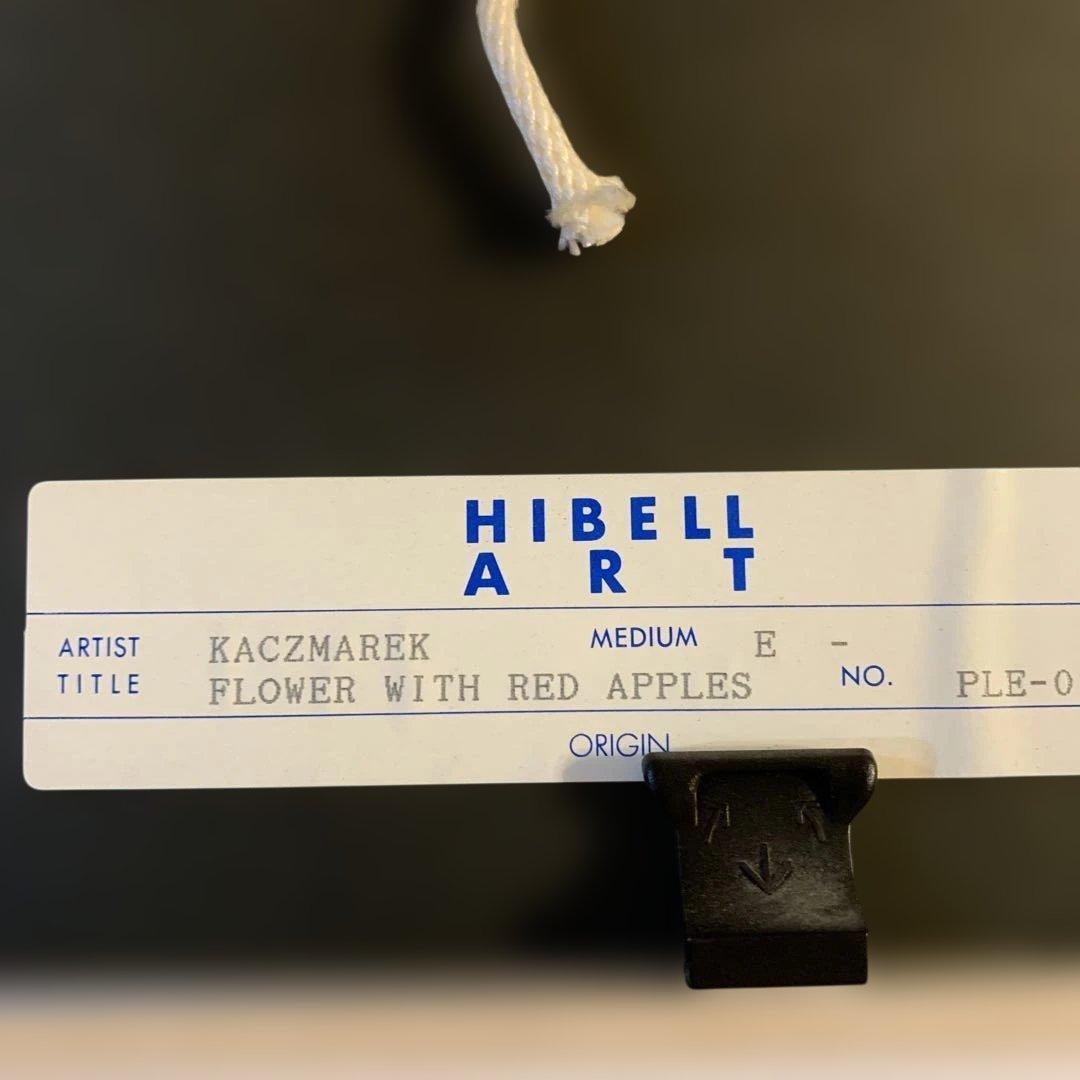 HIBELL
ART
ARTIST KACZMAREK MEDIUM E -
TITLE FLOWER WITH RED APPLES NO. PLE-0
ORIGIN